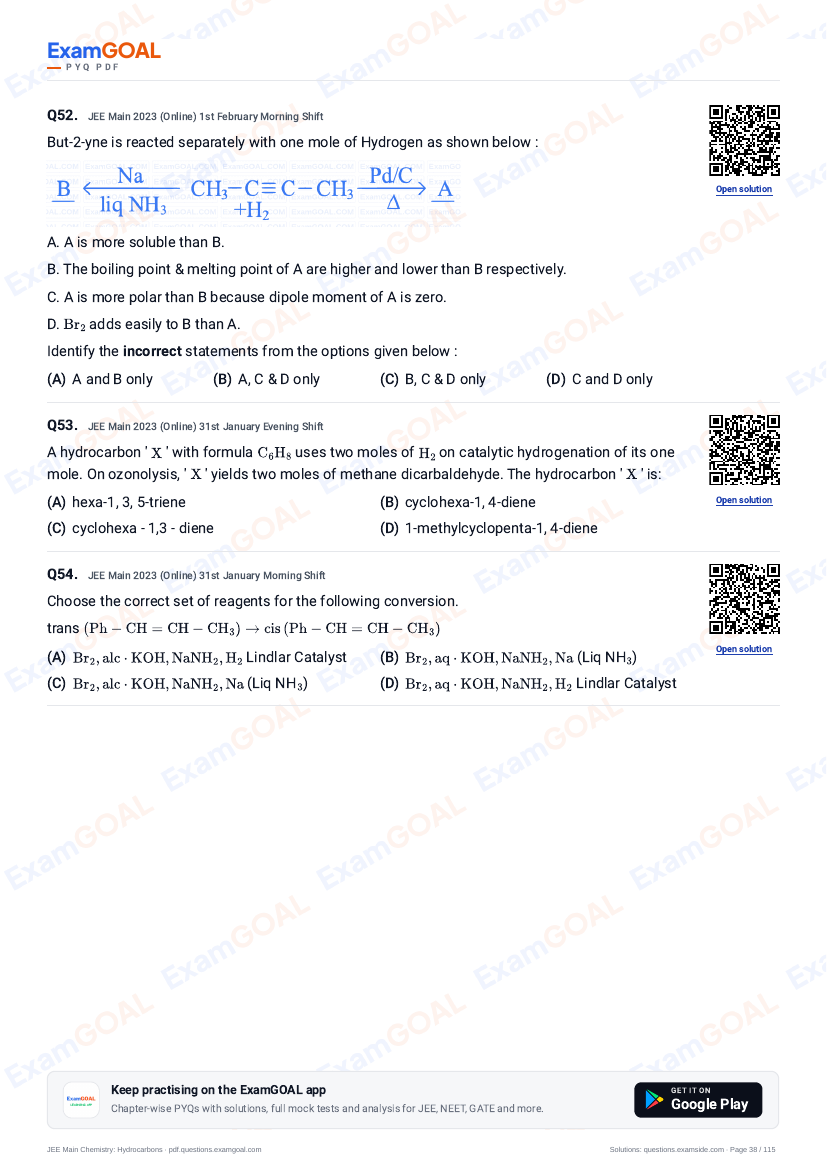 ExamGOAL
PYQ PDF
Q52. JEE Main 2023 (Online) 1st February Morning Shift
But-2-yne is reacted separately with one mole of Hydrogen as shown below :
B ← Na / liq NH₃ CH₃−C≡C−CH₃ +H₂ Pd/C / Δ → A
Open solution
A. A is more soluble than B.
B. The boiling point & melting point of A are higher and lower than B respectively.
C. A is more polar than B because dipole moment of A is zero.
D. Br₂ adds easily to B than A.
Identify the incorrect statements from the options given below :
(A) A and B only (B) A, C & D only (C) B, C & D only (D) C and D only
Q53. JEE Main 2023 (Online) 31st January Evening Shift
A hydrocarbon ' X ' with formula C₆H₈ uses two moles of H₂ on catalytic hydrogenation of its one
mole. On ozonolysis, ' X ' yields two moles of methane dicarbaldehyde. The hydrocarbon ' X ' is:
(A) hexa-1, 3, 5-triene (B) cyclohexa-1, 4-diene
Open solution
(C) cyclohexa - 1,3 - diene (D) 1-methylcyclopenta-1, 4-diene
Q54. JEE Main 2023 (Online) 31st January Morning Shift
Choose the correct set of reagents for the following conversion.
trans (Ph − CH = CH − CH₃) → cis (Ph − CH = CH − CH₃)
Open solution
(A) Br₂, alc · KOH, NaNH₂, H₂ Lindlar Catalyst (B) Br₂, aq · KOH, NaNH₂, Na (Liq NH₃)
(C) Br₂, alc · KOH, NaNH₂, Na (Liq NH₃) (D) Br₂, aq · KOH, NaNH₂, H₂ Lindlar Catalyst
Keep practising on the ExamGOAL app
Chapter-wise PYQs with solutions, full mock tests and analysis for JEE, NEET, GATE and more.
GET IT ON
Google Play
JEE Main Chemistry: Hydrocarbons · pdf.questions.examgoal.com
Solutions: questions.examside.com · Page 38 / 115